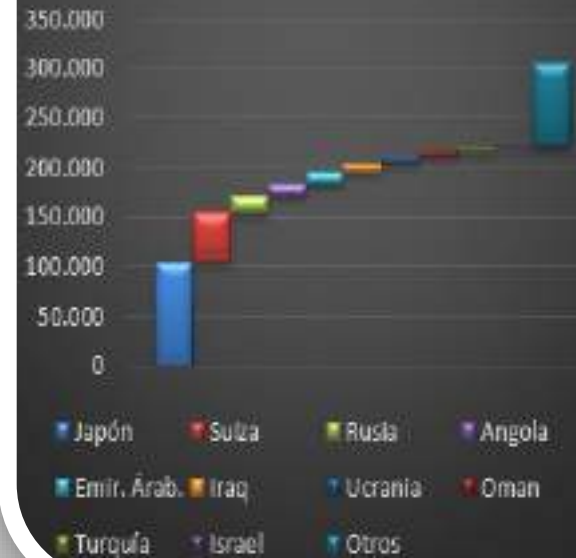 350.000
300.000
250.000
200.000
150.000
100.000
50.000
0
Japón Suiza Rusia Angola
Emir. Árab. Iraq Ucrania Oman
Turquía Israel Otros